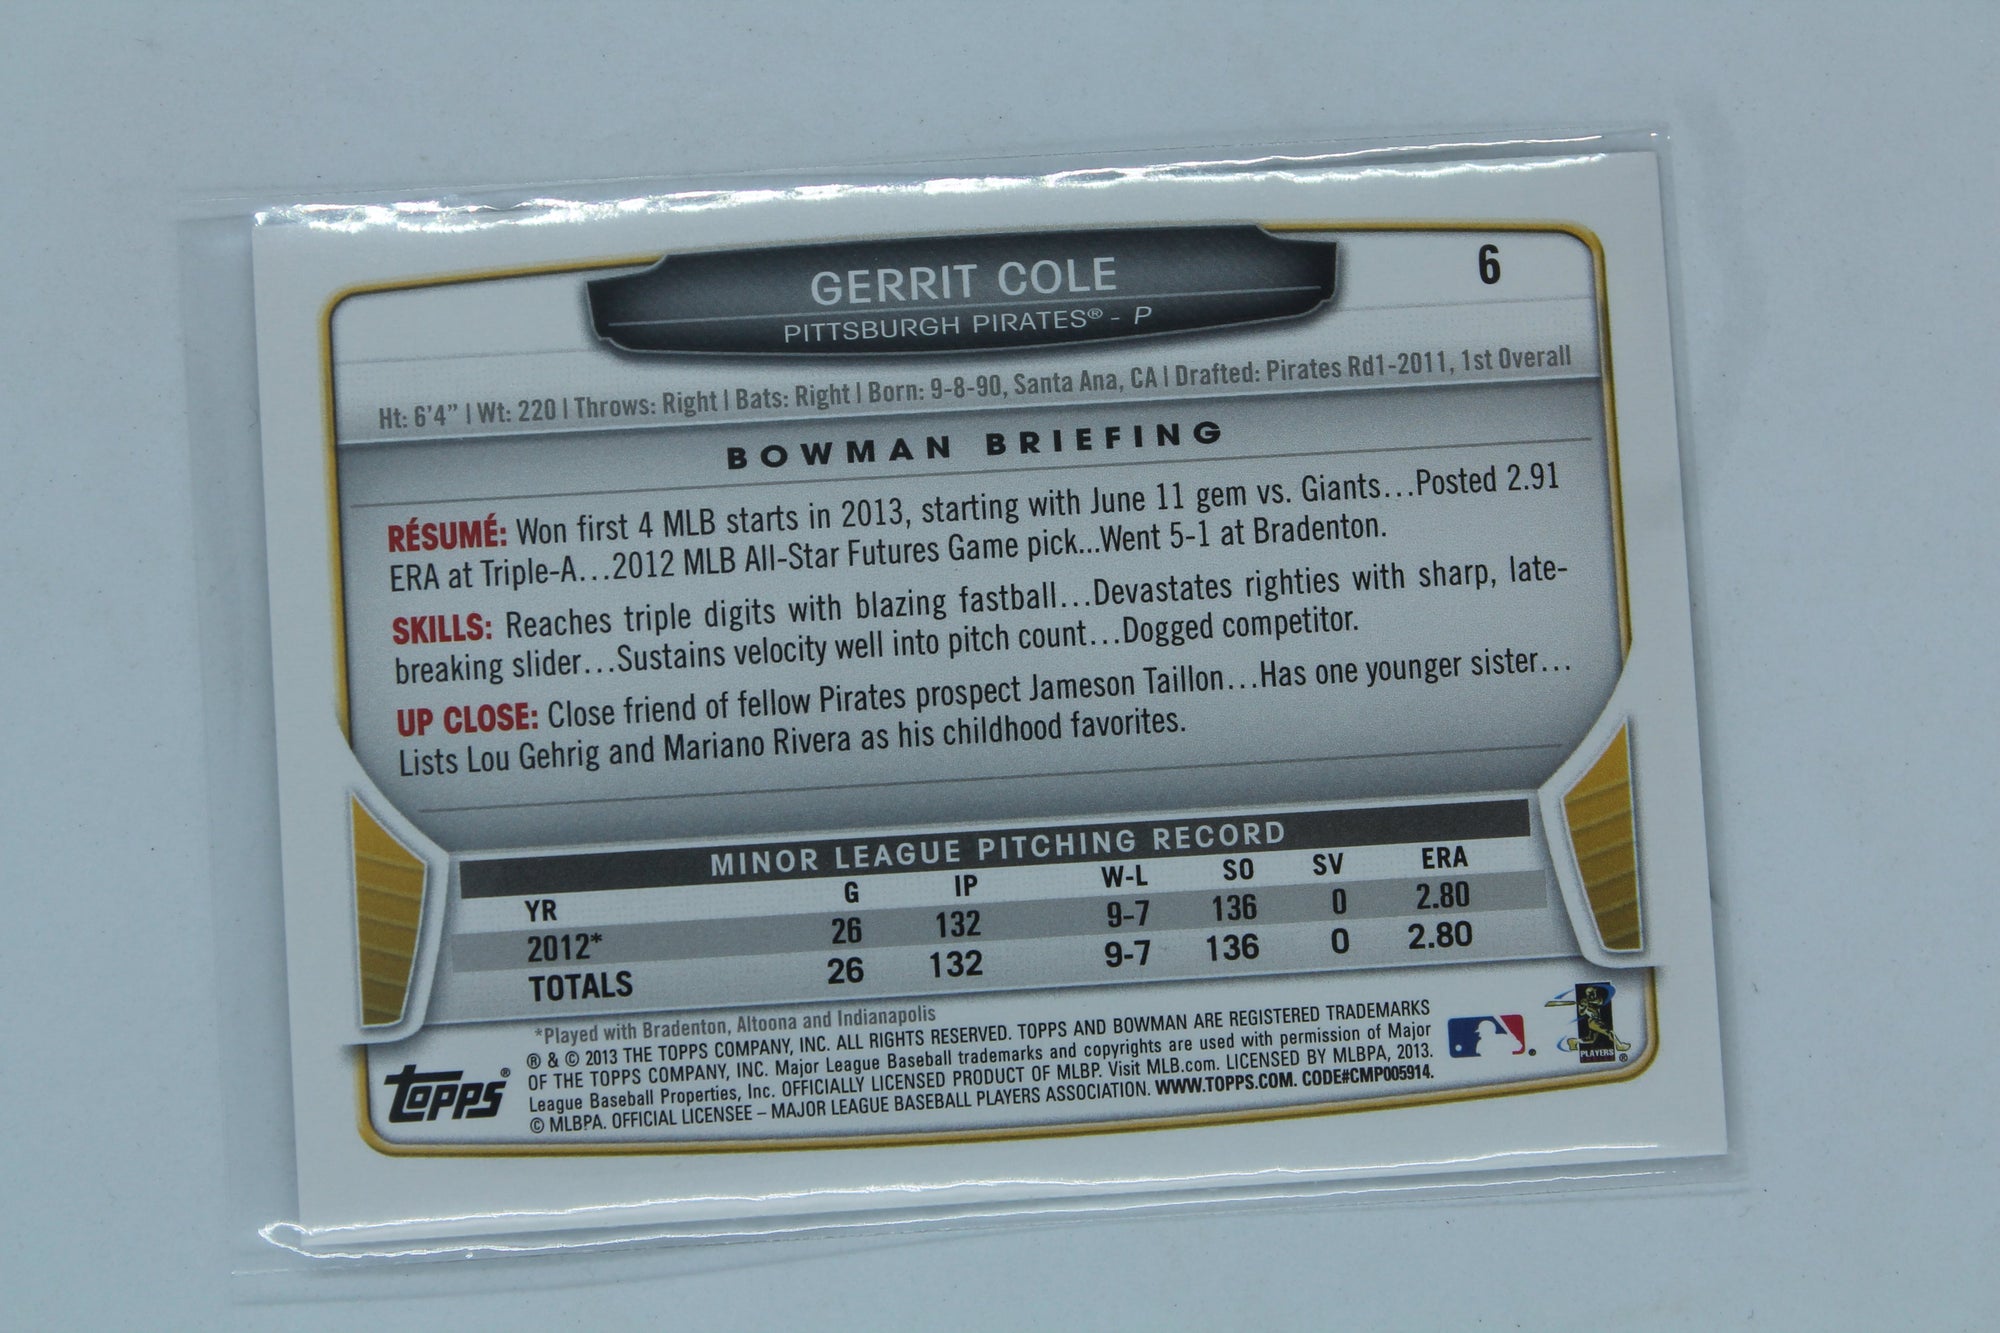 GERRIT COLE
PITTSBURGH PIRATES® - P
6
Ht: 6'4" | Wt: 220 | Throws: Right | Bats: Right | Born: 9-8-90, Santa Ana, CA | Drafted: Pirates Rd1-2011, 1st Overall
BOWMAN BRIEFING
RÉSUMÉ: Won first 4 MLB starts in 2013, starting with June 11 gem vs. Giants...Posted 2.91
ERA at Triple-A...2012 MLB All-Star Futures Game pick...Went 5-1 at Bradenton.
SKILLS: Reaches triple digits with blazing fastball...Devastates righties with sharp, late-
breaking slider...Sustains velocity well into pitch count...Dogged competitor.
UP CLOSE: Close friend of fellow Pirates prospect Jameson Taillon...Has one younger sister...
Lists Lou Gehrig and Mariano Rivera as his childhood favorites.
MINOR LEAGUE PITCHING RECORD
YR G IP W-L SO SV ERA
2012* 26 132 9-7 136 0 2.80
TOTALS 26 132 9-7 136 0 2.80
*Played with Bradenton, Altoona and Indianapolis
® & © 2013 THE TOPPS COMPANY, INC. ALL RIGHTS RESERVED. TOPPS AND BOWMAN ARE REGISTERED TRADEMARKS
OF THE TOPPS COMPANY, INC. Major League Baseball trademarks and copyrights are used with permission of Major
League Baseball Properties, Inc. OFFICIALLY LICENSED PRODUCT OF MLBP. Visit MLB.com. LICENSED BY MLBPA, 2013.
© MLBPA. OFFICIAL LICENSEE – MAJOR LEAGUE BASEBALL PLAYERS ASSOCIATION. WWW.TOPPS.COM. CODE#CMP005914.
topps®
PLAYERS ®